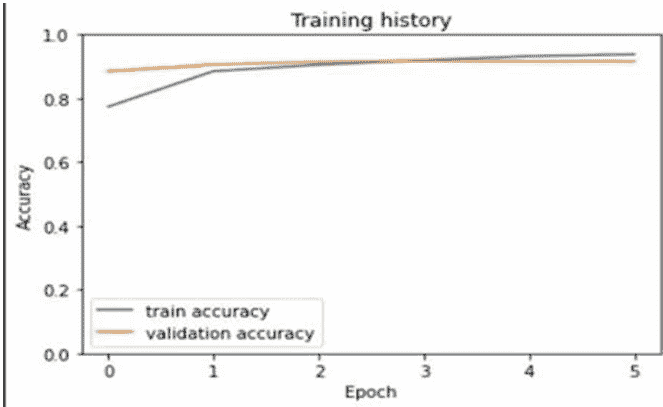 Training history
1.0
0.8
0.6
0.4
0.2
0.0
Accuracy
train accuracy
validation accuracy
0 1 2 3 4 5
Epoch